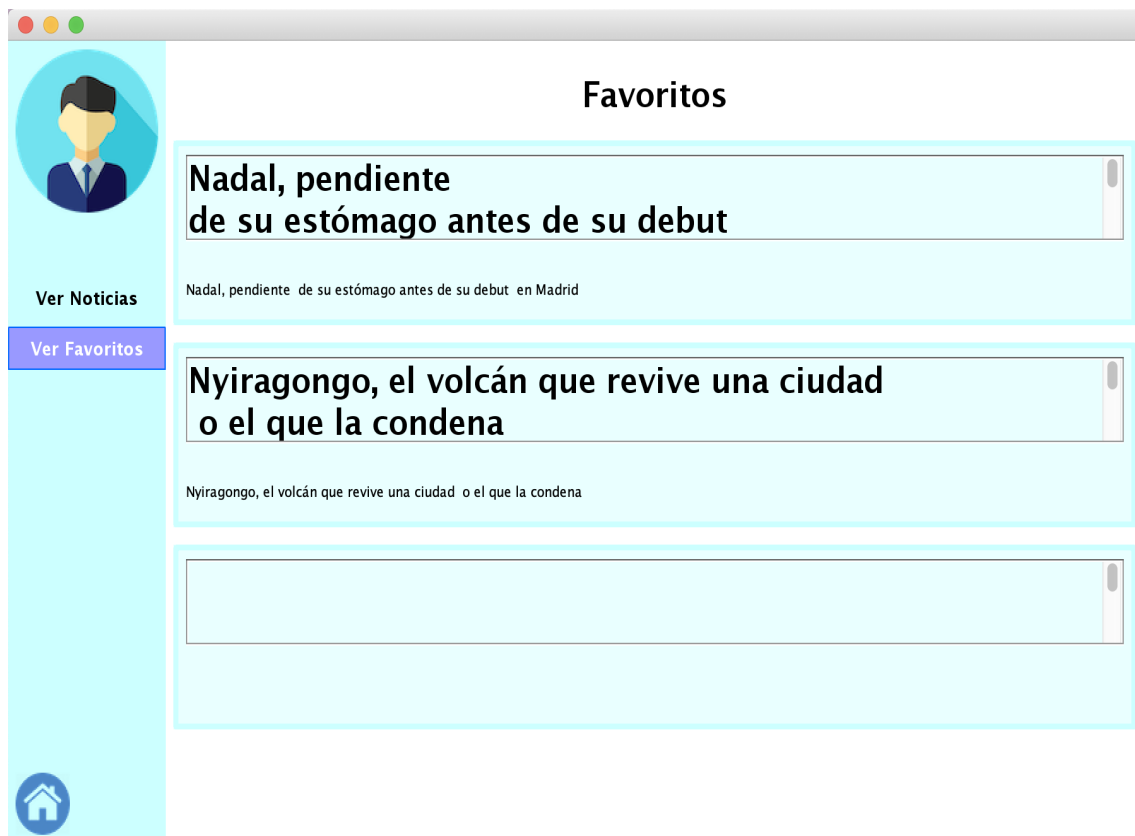 Favoritos
Ver Noticias
Ver Favoritos
Nadal, pendiente
de su estómago antes de su debut
Nadal, pendiente  de su estómago antes de su debut  en Madrid
Nyiragongo, el volcán que revive una ciudad
 o el que la condena
Nyiragongo, el volcán que revive una ciudad  o el que la condena